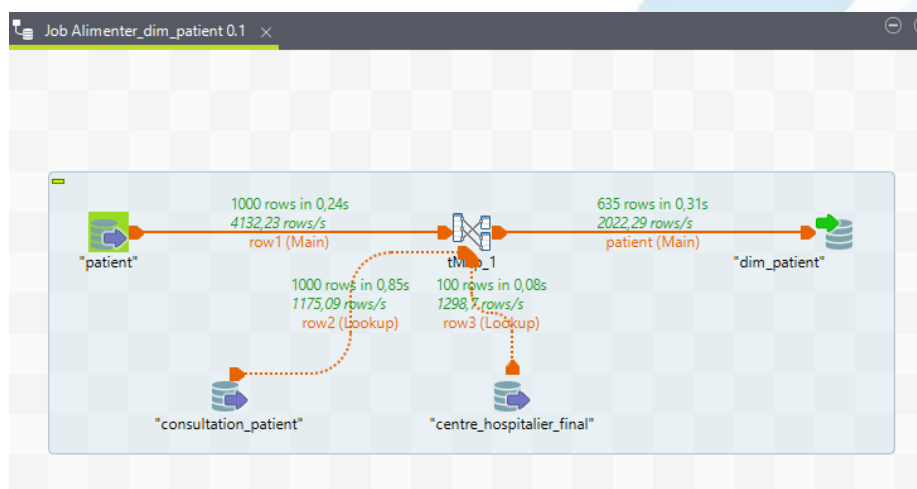 Job Alimenter_dim_patient 0.1
1000 rows in 0,24s
4132,23 rows/s
row1 (Main)
635 rows in 0,31s
2022,29 rows/s
patient (Main)
"patient"
tMap_1
"dim_patient"
1000 rows in 0,85s
1175,09 rows/s
row2 (Lookup)
100 rows in 0,08s
1298,7 rows/s
row3 (Lookup)
"consultation_patient"
"centre_hospitalier_final"